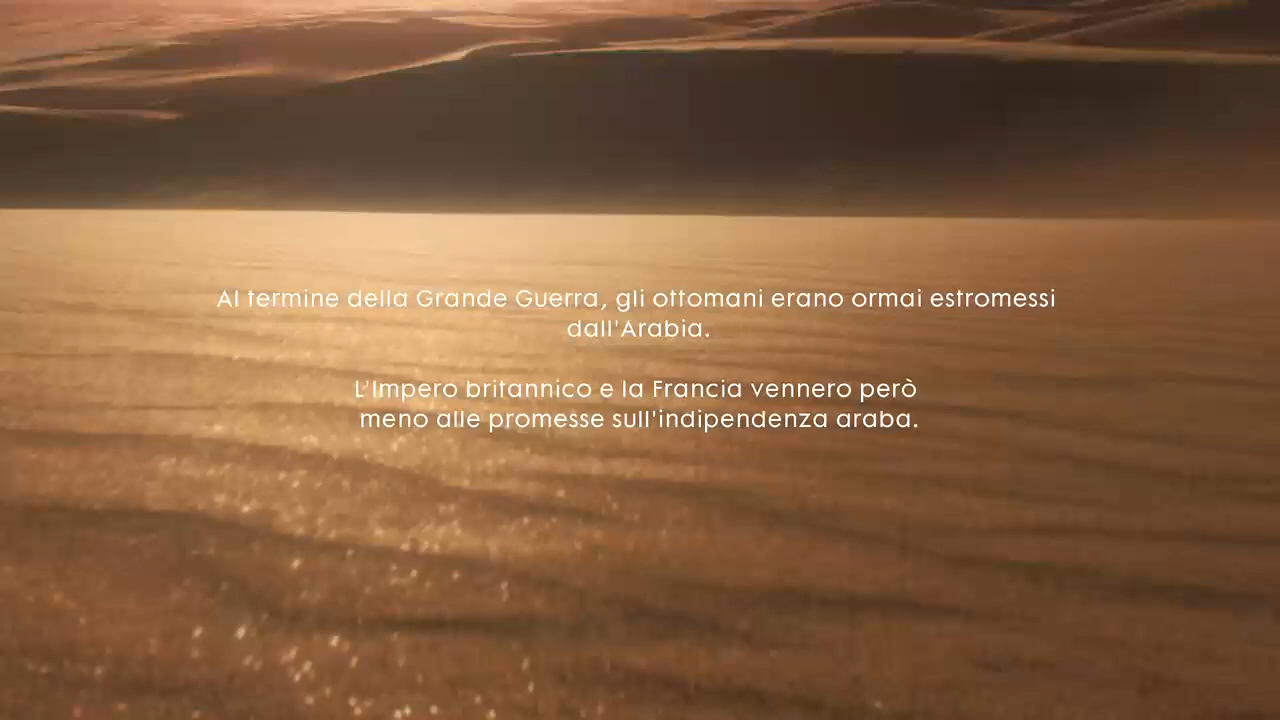 Al termine della Grande Guerra, gli ottomani erano ormai estromessi
dall'Arabia.
L'Impero britannico e la Francia vennero però
meno alle promesse sull'indipendenza araba.